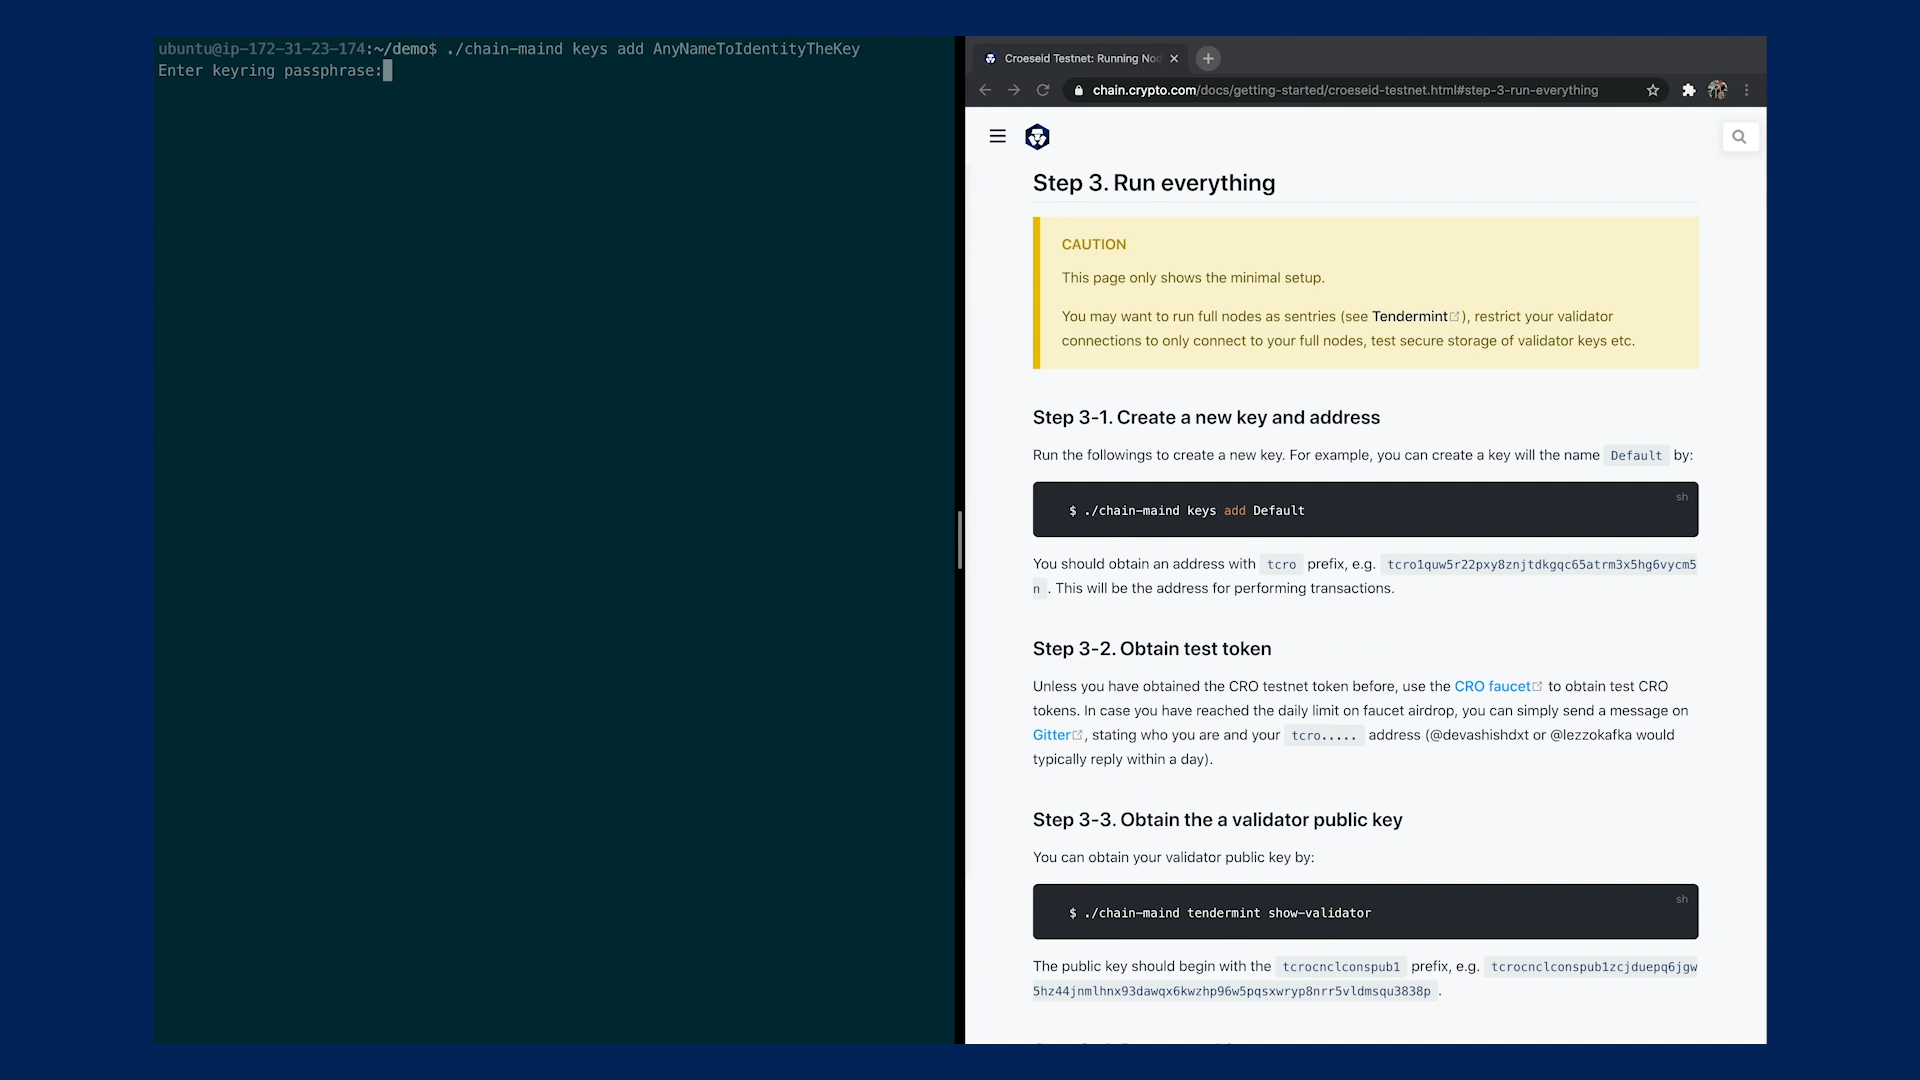 ubuntu@ip-172-31-23-174:~/demo$ ./chain-maind keys add AnyNameToIdentityTheKey
Enter keyring passphrase:
Croeseid Testnet: Running No
chain.crypto.com/docs/getting-started/croeseid-testnet.html#step-3-run-everything
Step 3. Run everything
CAUTION
This page only shows the minimal setup.
You may want to run full nodes as sentries (see Tendermint), restrict your validator
connections to only connect to your full nodes, test secure storage of validator keys etc.
Step 3-1. Create a new key and address
Run the followings to create a new key. For example, you can create a key will the name Default by:
sh
$ ./chain-maind keys add Default
You should obtain an address with tcro prefix, e.g. tcro1quw5r22pxy8znjtdkgqc65atrm3x5hg6vycm5
n . This will be the address for performing transactions.
Step 3-2. Obtain test token
Unless you have obtained the CRO testnet token before, use the CRO faucet to obtain test CRO
tokens. In case you have reached the daily limit on faucet airdrop, you can simply send a message on
Gitter, stating who you are and your tcro..... address (@devashishdxt or @lezzokafka would
typically reply within a day).
Step 3-3. Obtain the a validator public key
You can obtain your validator public key by:
sh
$ ./chain-maind tendermint show-validator
The public key should begin with the tcrocnclconspub1 prefix, e.g. tcrocnclconspub1zcjduepq6jgw
5hz44jnmlhnx93dawqx6kwzhp96w5pqsxwryp8nrr5vldmsqu3838p .